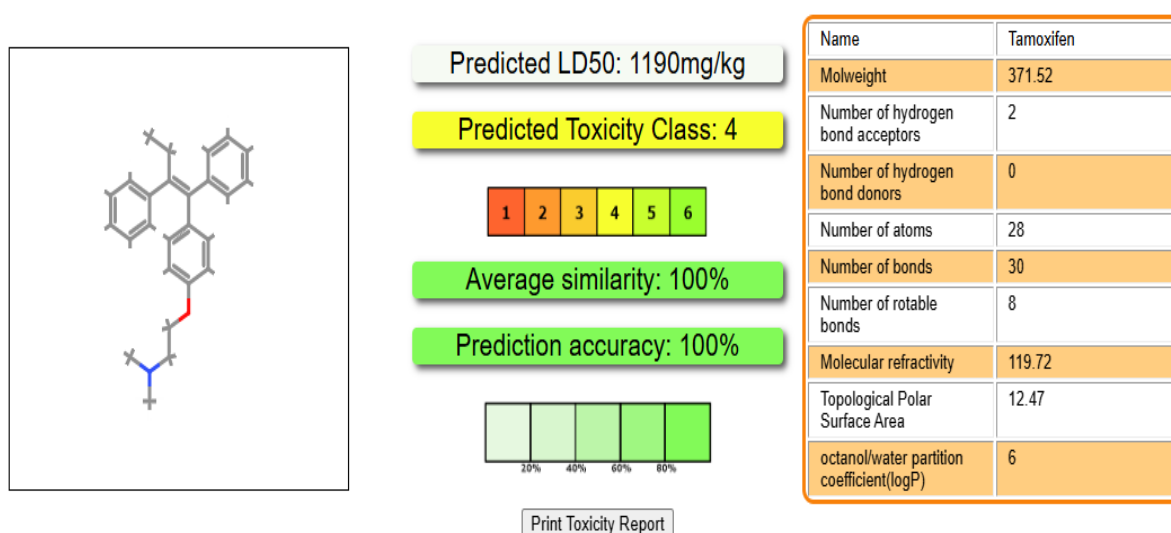 Predicted LD50: 1190mg/kg
Predicted Toxicity Class: 4
1 2 3 4 5 6
Average similarity: 100%
Prediction accuracy: 100%
20% 40% 60% 80%
Print Toxicity Report
Name Tamoxifen
Molweight 371.52
Number of hydrogen 2
bond acceptors
Number of hydrogen 0
bond donors
Number of atoms 28
Number of bonds 30
Number of rotable 8
bonds
Molecular refractivity 119.72
Topological Polar 12.47
Surface Area
octanol/water partition 6
coefficient(logP)